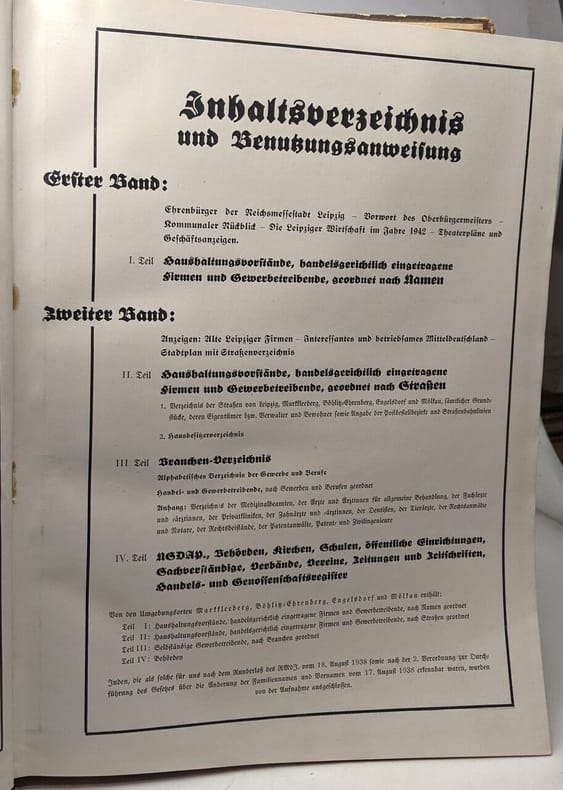 Inhaltsverzeichnis
und Benutzungsanweisung
Erster Band:
Ehrenbürger der Reichsmessestadt Leipzig – Vorwort des Oberbürgermeisters –
Kommunaler Rückblick – Die Leipziger Wirtschaft im Jahre 1942 – Theaterpläne und
Geschäftsanzeigen.
I. Teil Haushaltungsvorstände, handelsgerichtlich eingetragene
Firmen und Gewerbetreibende, geordnet nach Namen
Zweiter Band:
Anzeigen: Alte Leipziger Firmen – Interessantes und betriebsames Mitteldeutschland –
Stadtplan mit Straßenverzeichnis
II. Teil Haushaltungsvorstände, handelsgerichtlich eingetragene
Firmen und Gewerbetreibende, geordnet nach Straßen
1. Verzeichnis der Straßen von Leipzig, Markkleeberg, Böhlitz-Ehrenberg, Engelsdorf und Mölkau, sämtlicher Grund-
stücke, deren Eigentümer bzw. Verwalter und Bewohner sowie Angabe der Postbestellbezirke und Straßenbahnlinien
2. Hausbesitzerverzeichnis
III Teil Branchen-Verzeichnis
Alphabetisches Verzeichnis der Gewerbe und Berufe
Handel- und Gewerbetreibende, nach Gewerben und Berufen geordnet
Anhang: Verzeichnis der Medizinalbeamten, der Ärzte und Ärztinnen für allgemeine Behandlung, der Fachärzte
und -ärztinnen, der Privatkliniken, der Zahnärzte und -ärztinnen, der Dentisten, der Tierärzte, der Rechtsanwälte
und Notare, der Rechtsbeistände, der Patentanwälte, Patent- und Zivilingenieure
IV. Teil NSDAP., Behörden, Kirchen, Schulen, öffentliche Einrichtungen,
Sachverständige, Verbände, Vereine, Zeitungen und Zeitschriften,
Handels- und Genossenschaftsregister
Von den Umgebungsorten Markkleeberg, Böhlitz-Ehrenberg, Engelsdorf und Mölkau enthält:
Teil I: Haushaltungsvorstände, handelsgerichtlich eingetragene Firmen und Gewerbetreibende, nach Namen geordnet
Teil II: Haushaltungsvorstände, handelsgerichtlich eingetragene Firmen und Gewerbetreibende, nach Straßen geordnet
Teil III: Selbständige Gewerbetreibende, nach Branchen geordnet
Teil IV: Behörden
Juden, die als solche für uns nach dem Runderlaß des RMdJ. vom 18. August 1938 sowie nach der 2. Verordnung zur Durch-
führung des Gesetzes über die Änderung der Familiennamen und Vornamen vom 17. August 1938 erkennbar waren, wurden
von der Aufnahme ausgeschlossen.